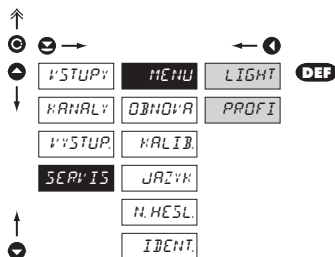 VSTUPY MENU LIGHT DEF
KANALY OBNOVA PROFI
VYSTUP. KALIB.
SERVIS JAZYK
N. HESL.
IDENT.